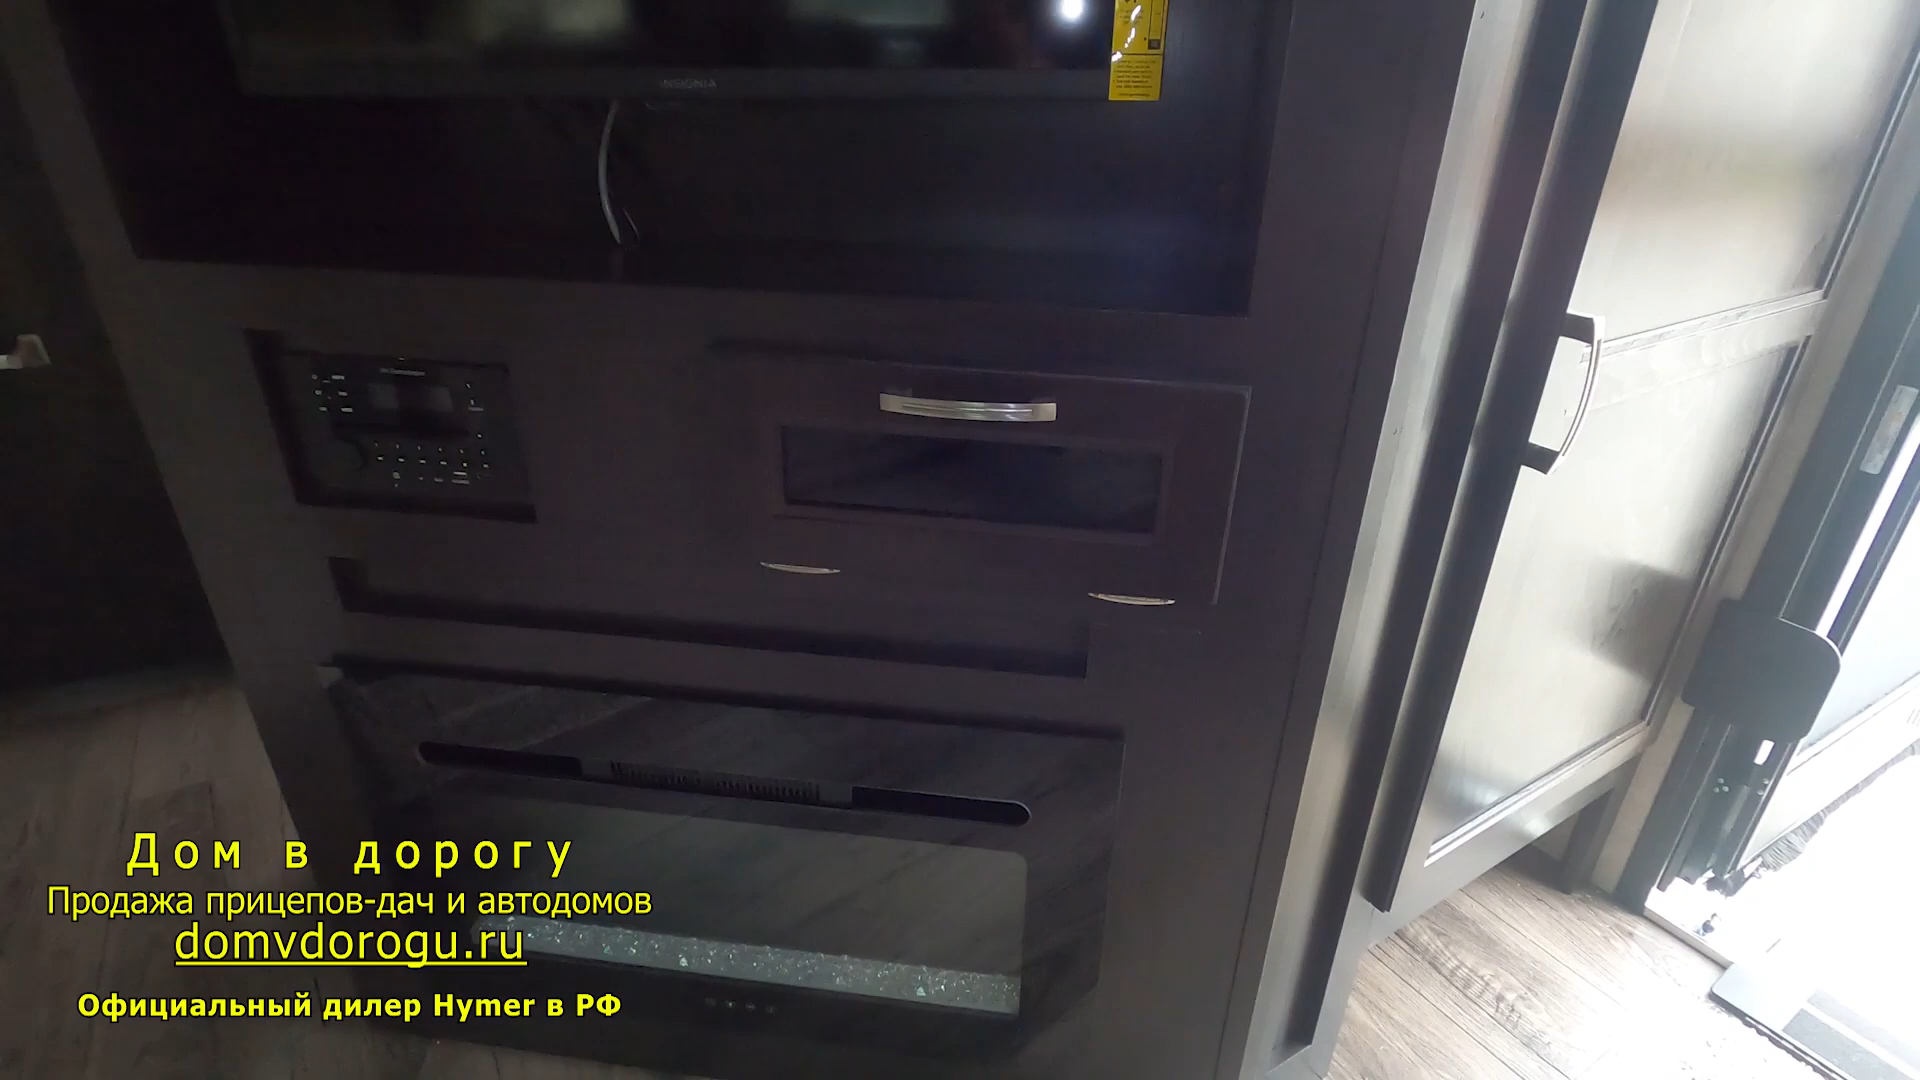 INSIGNIA
Дом в дорогу
Продажа прицепов-дач и автодомов
domvdorogu.ru
Официальный дилер Hymer в РФ